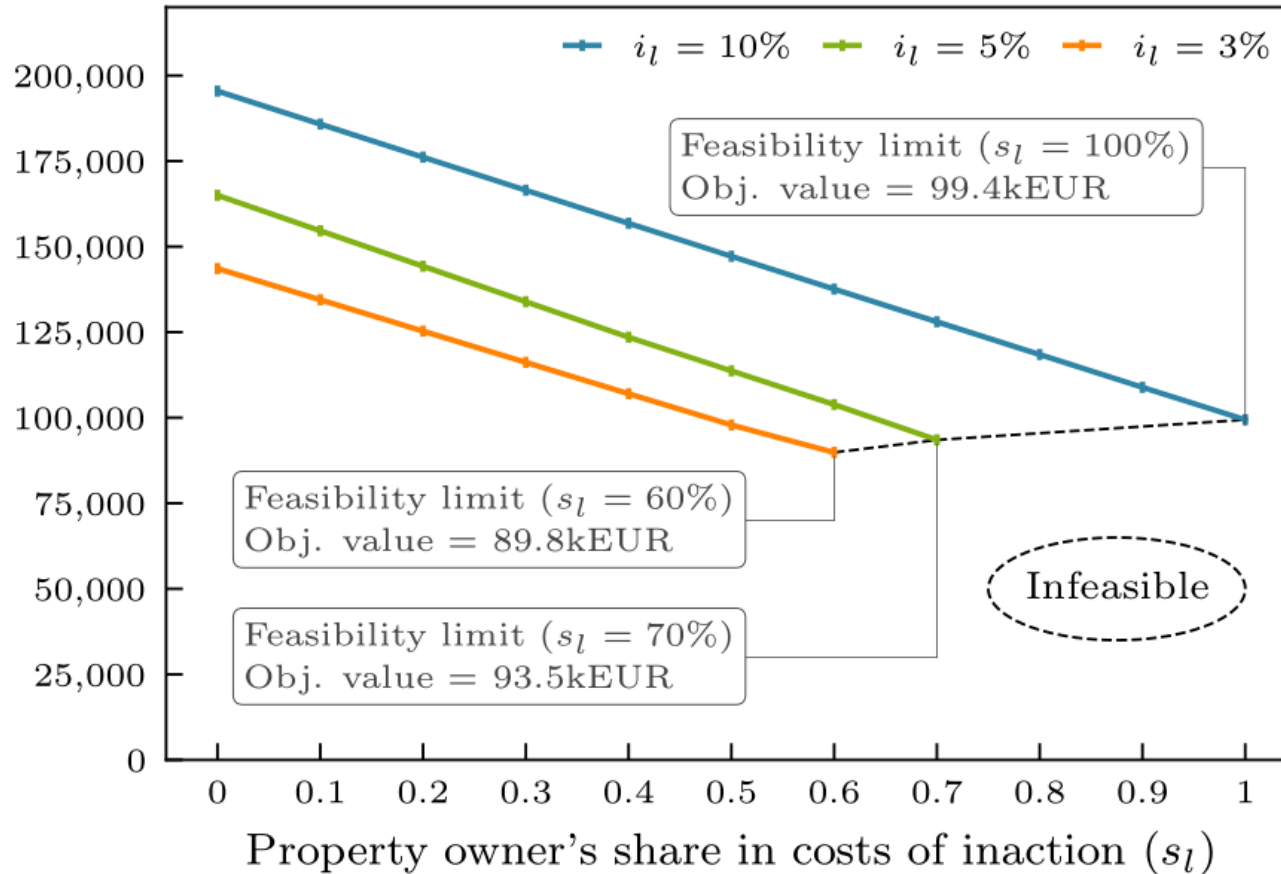 i_l = 10% i_l = 5% i_l = 3%
200,000
175,000
150,000
125,000
100,000
75,000
50,000
25,000
0
Feasibility limit (s_l = 100%)
Obj. value = 99.4kEUR
Feasibility limit (s_l = 60%)
Obj. value = 89.8kEUR
Infeasible
Feasibility limit (s_l = 70%)
Obj. value = 93.5kEUR
0 0.1 0.2 0.3 0.4 0.5 0.6 0.7 0.8 0.9 1
Property owner's share in costs of inaction (s_l)